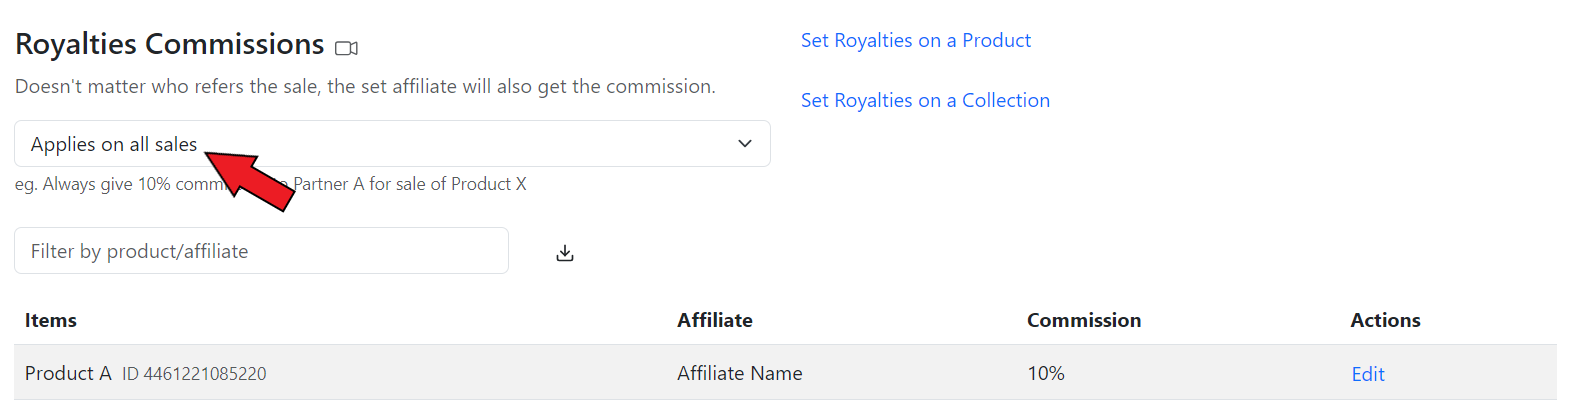 Royalties Commissions
Doesn't matter who refers the sale, the set affiliate will also get the commission.
Applies on all sales
eg. Always give 10% comm Partner A for sale of Product X
Set Royalties on a Product
Set Royalties on a Collection
Filter by product/affiliate
Items Affiliate Commission Actions
Product A ID 4461221085220 Affiliate Name 10% Edit